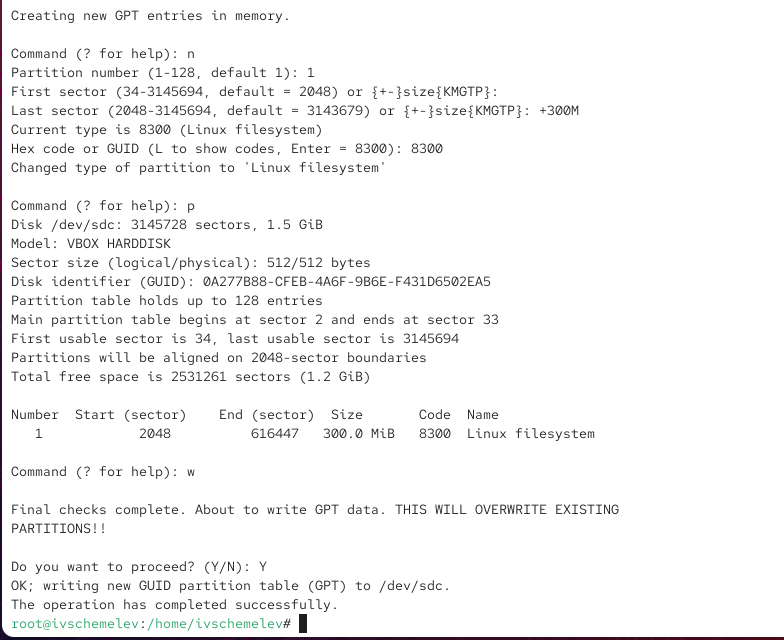 Creating new GPT entries in memory.
Command (? for help): n
Partition number (1-128, default 1): 1
First sector (34-3145694, default = 2048) or {+-}size{KMGTP}:
Last sector (2048-3145694, default = 3143679) or {+-}size{KMGTP}: +300M
Current type is 8300 (Linux filesystem)
Hex code or GUID (L to show codes, Enter = 8300): 8300
Changed type of partition to 'Linux filesystem'
Command (? for help): p
Disk /dev/sdc: 3145728 sectors, 1.5 GiB
Model: VBOX HARDDISK
Sector size (logical/physical): 512/512 bytes
Disk identifier (GUID): 0A277B88-CFEB-4A6F-9B6E-F431D6502EA5
Partition table holds up to 128 entries
Main partition table begins at sector 2 and ends at sector 33
First usable sector is 34, last usable sector is 3145694
Partitions will be aligned on 2048-sector boundaries
Total free space is 2531261 sectors (1.2 GiB)
Number  Start (sector)    End (sector)  Size       Code  Name
   1            2048          616447   300.0 MiB   8300  Linux filesystem
Command (? for help): w
Final checks complete. About to write GPT data. THIS WILL OVERWRITE EXISTING
PARTITIONS!!
Do you want to proceed? (Y/N): Y
OK; writing new GUID partition table (GPT) to /dev/sdc.
The operation has completed successfully.
root@ivschemelev:/home/ivschemelev#